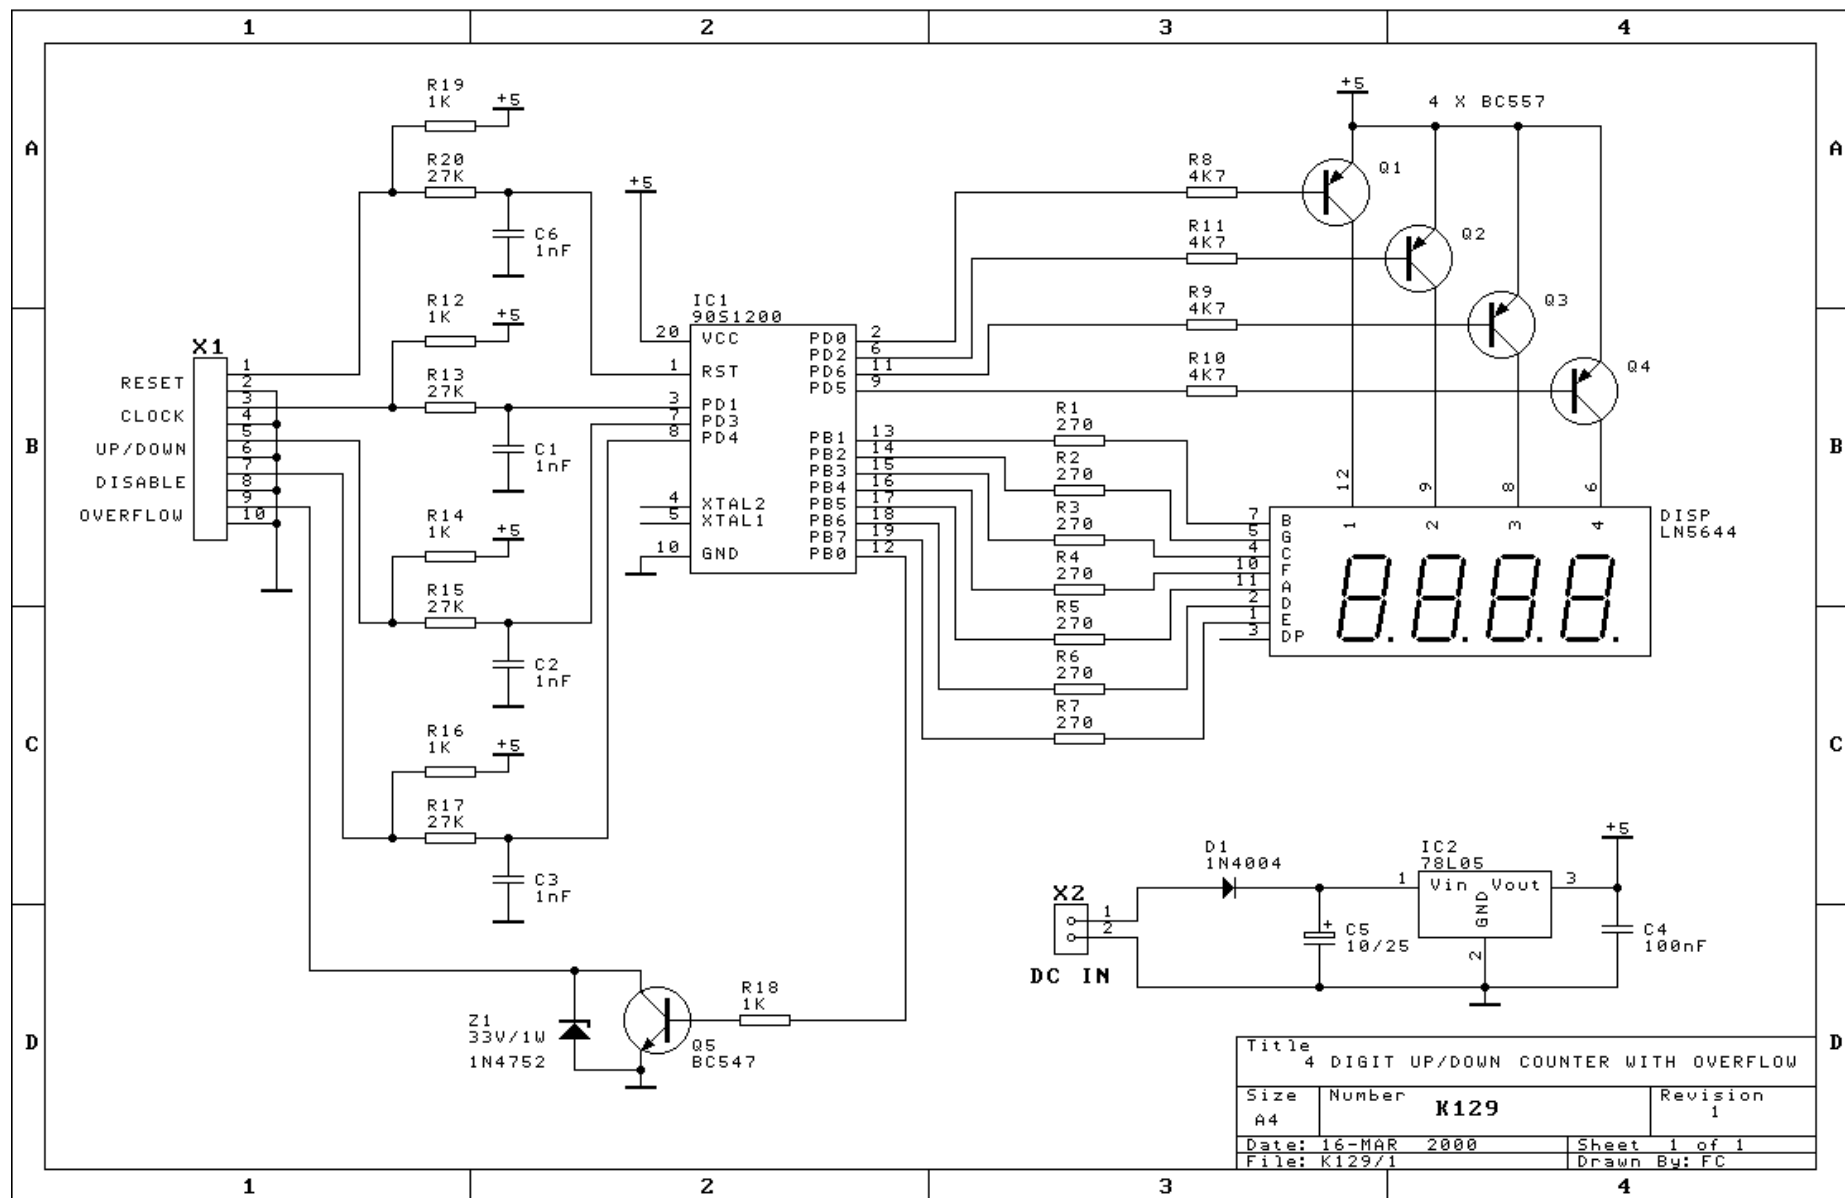 1 2 3 4
A
B
C
D
R19
1K
+5
R20
27K
C6
1nF
R12
1K
+5
R13
27K
C1
1nF
R14
1K
+5
R15
27K
C2
1nF
R16
1K
+5
R17
27K
C3
1nF
X1
1
RESET 2
3
CLOCK 4
5
UP/DOWN 6
7
DISABLE 8
9
OVERFLOW 10
+5
IC1
90S1200
20 VCC PD0 2
PD2 6
1 RST PD6 11
PD5 9
3 PD1
7 PD3
8 PD4 PB1 13
PB2 14
PB3 15
PB4 16
4 XTAL2 PB5 17
5 XTAL1 PB6 18
PB7 19
10 GND PB0 12
+5
4 X BC557
R8
4K7
Q1
R11
4K7
Q2
R9
4K7
Q3
R10
4K7
Q4
R1
270
R2
270
R3
270
R4
270
R5
270
R6
270
R7
270
12 9 8 6
1 2 3 4
DISP
LN5644
7 B
5 G
4 C
10 F
11 A
2 D
1 E
3 DP
8.8.8.8.
Z1
33V/1W
1N4752
Q5
BC547
R18
1K
X2
1
2
DC IN
D1
1N4004
C5
10/25
+
IC2
78L05
1 Vin Vout 3
GND
2
+5
C4
100nF
Title
4 DIGIT UP/DOWN COUNTER WITH OVERFLOW
Size Number Revision
A4 K129 1
Date: 16-MAR 2000 Sheet 1 of 1
File: K129/1 Drawn By: FC
A
B
C
D
1 2 3 4